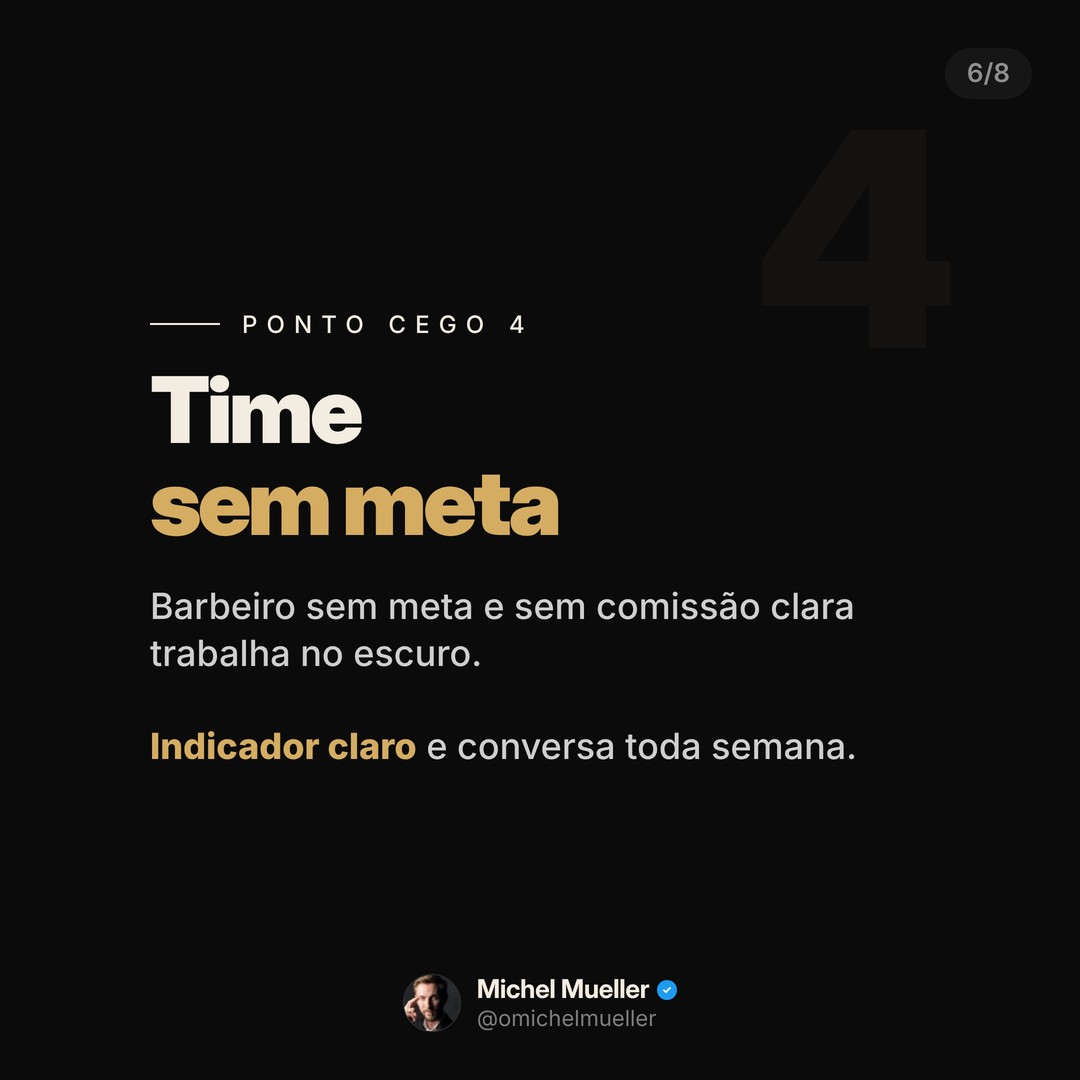 6/8
4
PONTO CEGO 4
Time
sem meta
Barbeiro sem meta e sem comissão clara
trabalha no escuro.
Indicador claro e conversa toda semana.
Michel Mueller
@omichelmueller